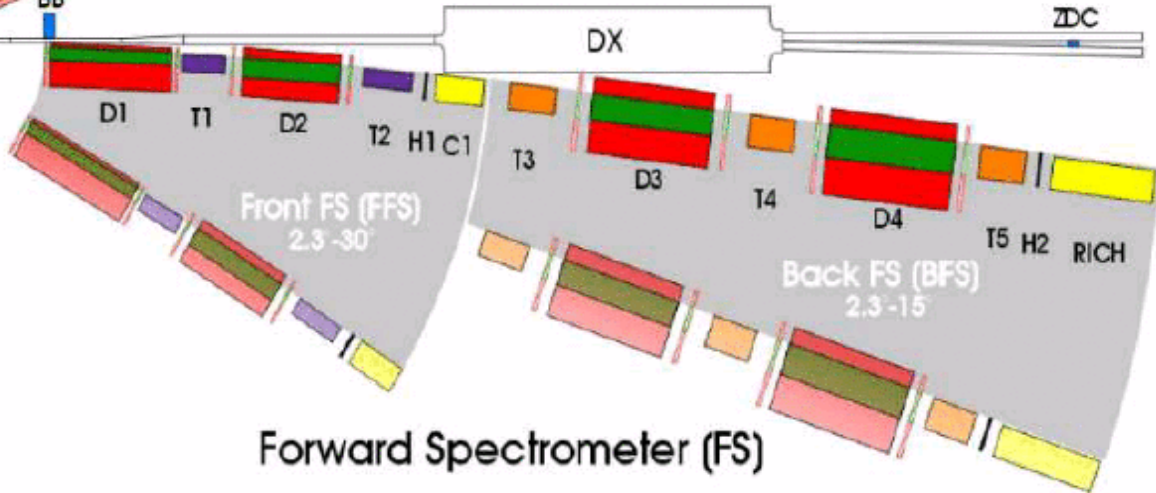 BB
DX
ZDC
D1
T1
D2
T2
H1
C1
T3
D3
T4
D4
T5
H2
RICH
Front FS (FFS)
2.3°-30°
Back FS (BFS)
2.3°-15°
Forward Spectrometer (FS)